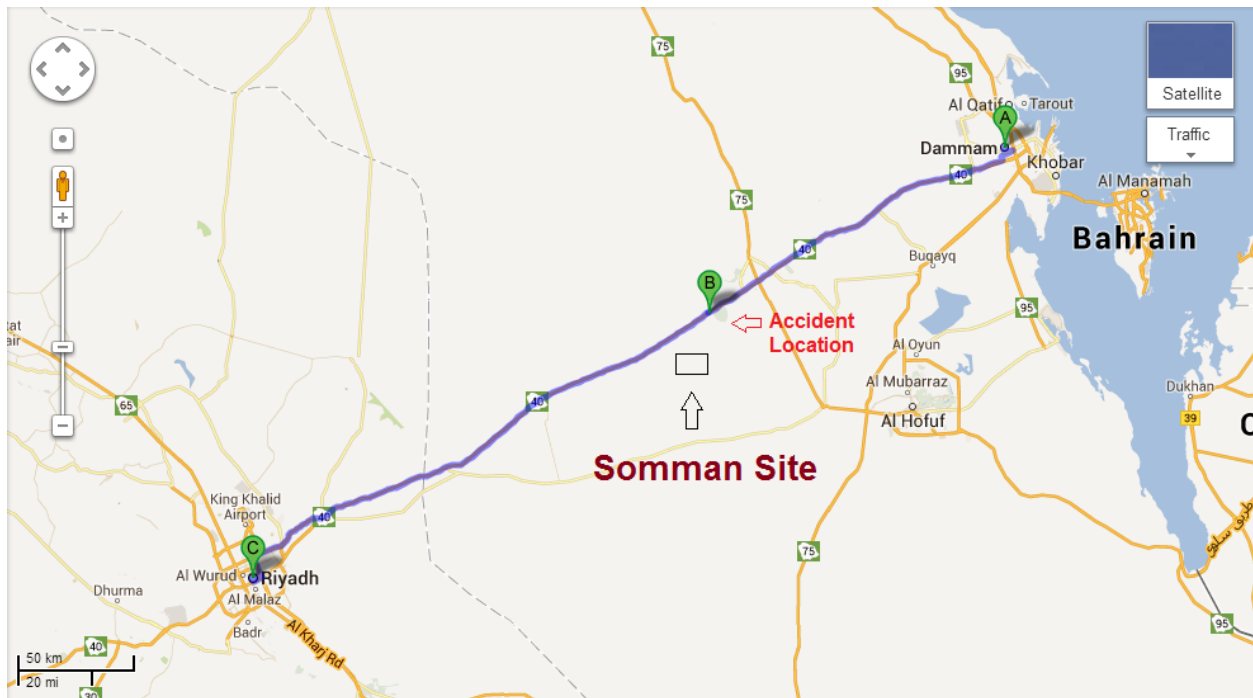 75
95
Al Qatif
Tarout
Satellite
A
Dammam
Traffic
Khobar
40
Al Manamah
75
Bahrain
40
Buqayq
B
Accident
Location
95
Al Oyun
Al Mubarraz
Dukhan
Al Hofuf
39
65
40
Somman Site
King Khalid
Airport
40
C
Al Wurud
Riyadh
75
Al Malaz
Dhurma
Badr
Al Kharj Rd
طريق سلوى
95
40
50 km
20 mi
30